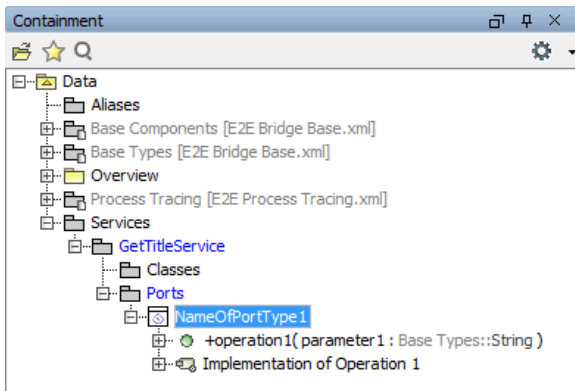 Containment
Data
Aliases
Base Components [E2E Bridge Base.xml]
Base Types [E2E Bridge Base.xml]
Overview
Process Tracing [E2E Process Tracing.xml]
Services
GetTitleService
Classes
Ports
NameOfPortType1
+operation1( parameter1 : Base Types::String )
Implementation of Operation 1